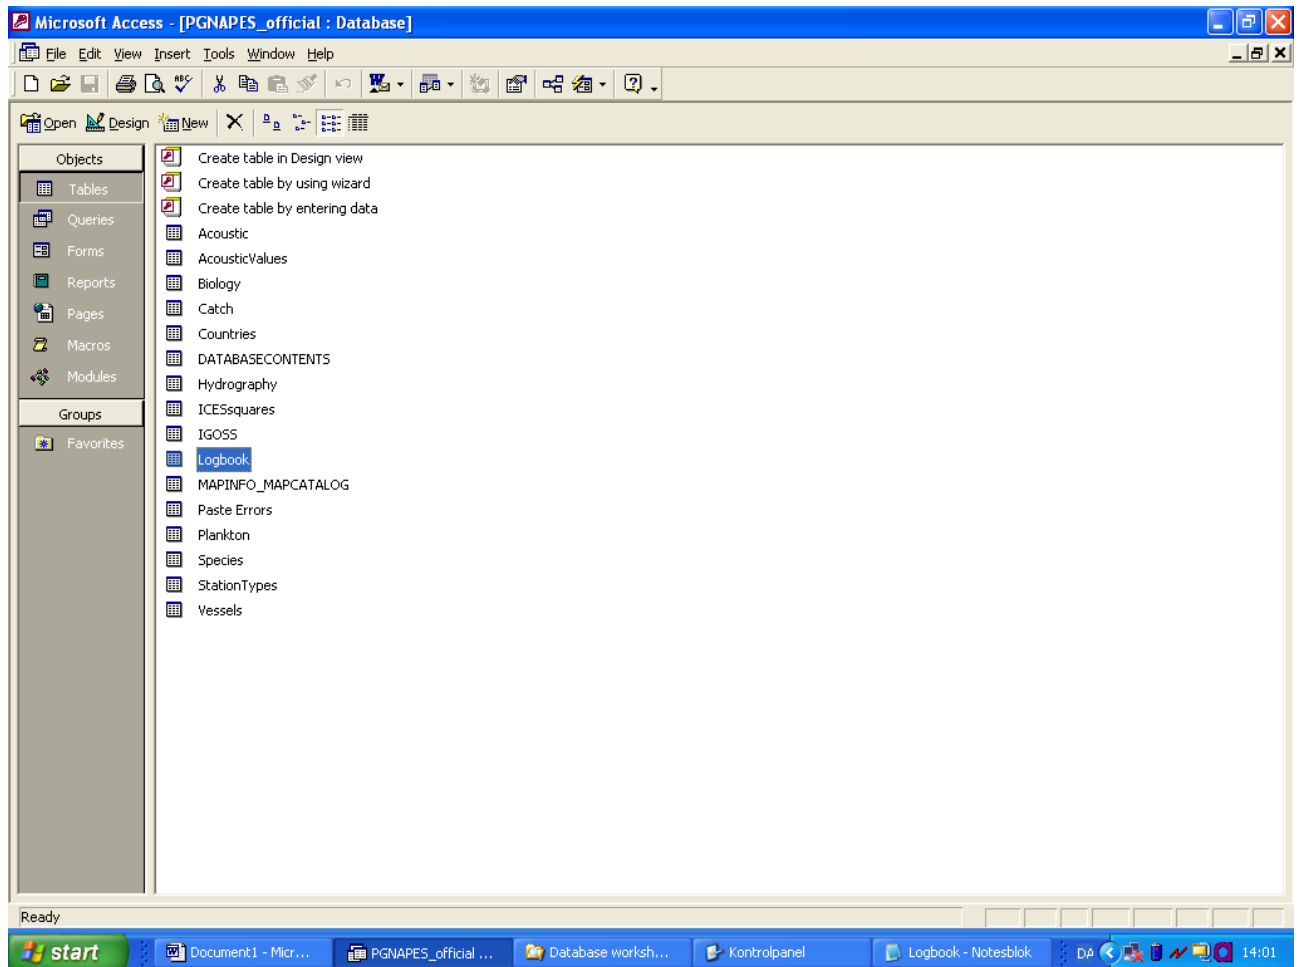 Microsoft Access - [PGNAPES_official : Database]
File Edit View Insert Tools Window Help
Open Design New
Objects
Tables
Queries
Forms
Reports
Pages
Macros
Modules
Groups
Favorites
Create table in Design view
Create table by using wizard
Create table by entering data
Acoustic
AcousticValues
Biology
Catch
Countries
DATABASECONTENTS
Hydrography
ICESsquares
IGOSS
Logbook
MAPINFO_MAPCATALOG
Paste Errors
Plankton
Species
StationTypes
Vessels
Ready
start Document1 - Micr... PGNAPES_official ... Database worksh... Kontrolpanel Logbook - Notesblok DA 14:01